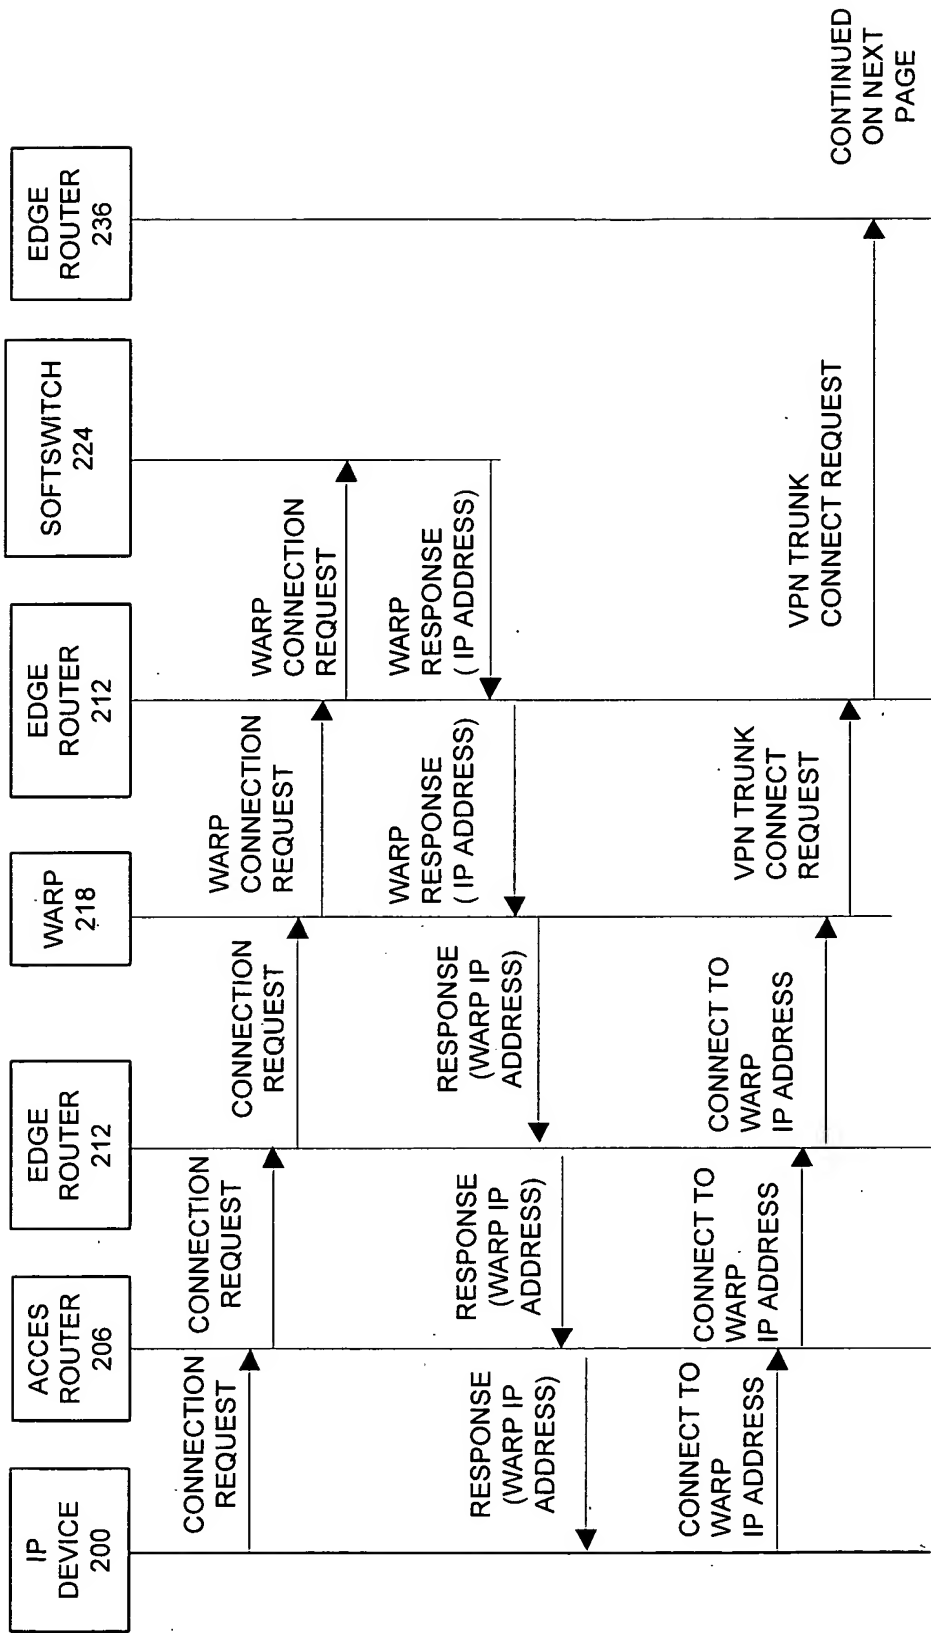 IP
DEVICE
200
ACCES
ROUTER
206
EDGE
ROUTER
212
WARP
218
EDGE
ROUTER
212
SOFTSWITCH
224
EDGE
ROUTER
236
CONNECTION
REQUEST
CONNECTION
REQUEST
CONNECTION
REQUEST
WARP
CONNECTION
REQUEST
WARP
CONNECTION
REQUEST
RESPONSE
(WARP IP
ADDRESS)
RESPONSE
(WARP IP
ADDRESS)
RESPONSE
(WARP IP
ADDRESS)
WARP
RESPONSE
( IP ADDRESS)
WARP
RESPONSE
( IP ADDRESS)
CONNECT TO
WARP
IP ADDRESS
CONNECT TO
WARP
IP ADDRESS
CONNECT TO
WARP
IP ADDRESS
VPN TRUNK
CONNECT
REQUEST
VPN TRUNK
CONNECT REQUEST
CONTINUED
ON NEXT
PAGE